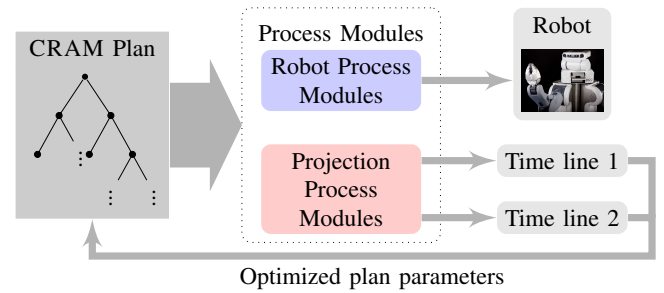 CRAM Plan
Process Modules
Robot Process
Modules
Projection
Process
Modules
Robot
Time line 1
Time line 2
Optimized plan parameters